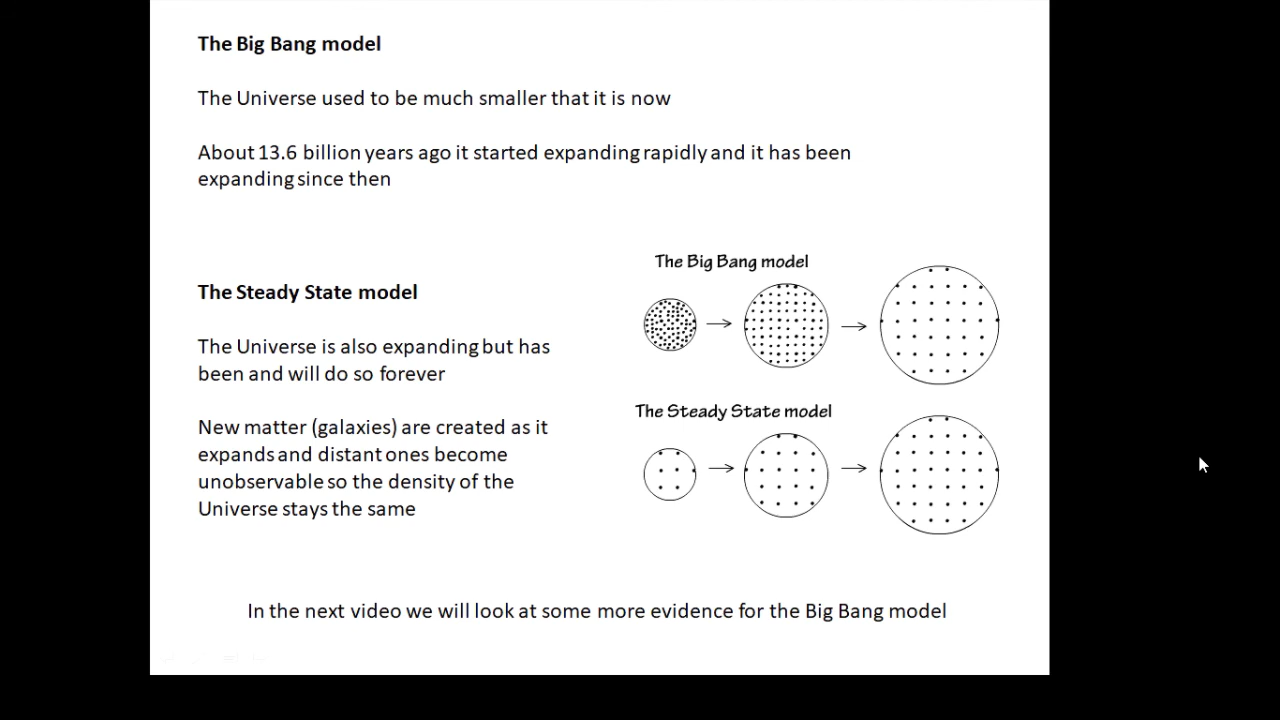 The Big Bang model
The Universe used to be much smaller that it is now
About 13.6 billion years ago it started expanding rapidly and it has been
expanding since then
The Steady State model
The Universe is also expanding but has
been and will do so forever
New matter (galaxies) are created as it
expands and distant ones become
unobservable so the density of the
Universe stays the same
The Big Bang model
The Steady State model
In the next video we will look at some more evidence for the Big Bang model